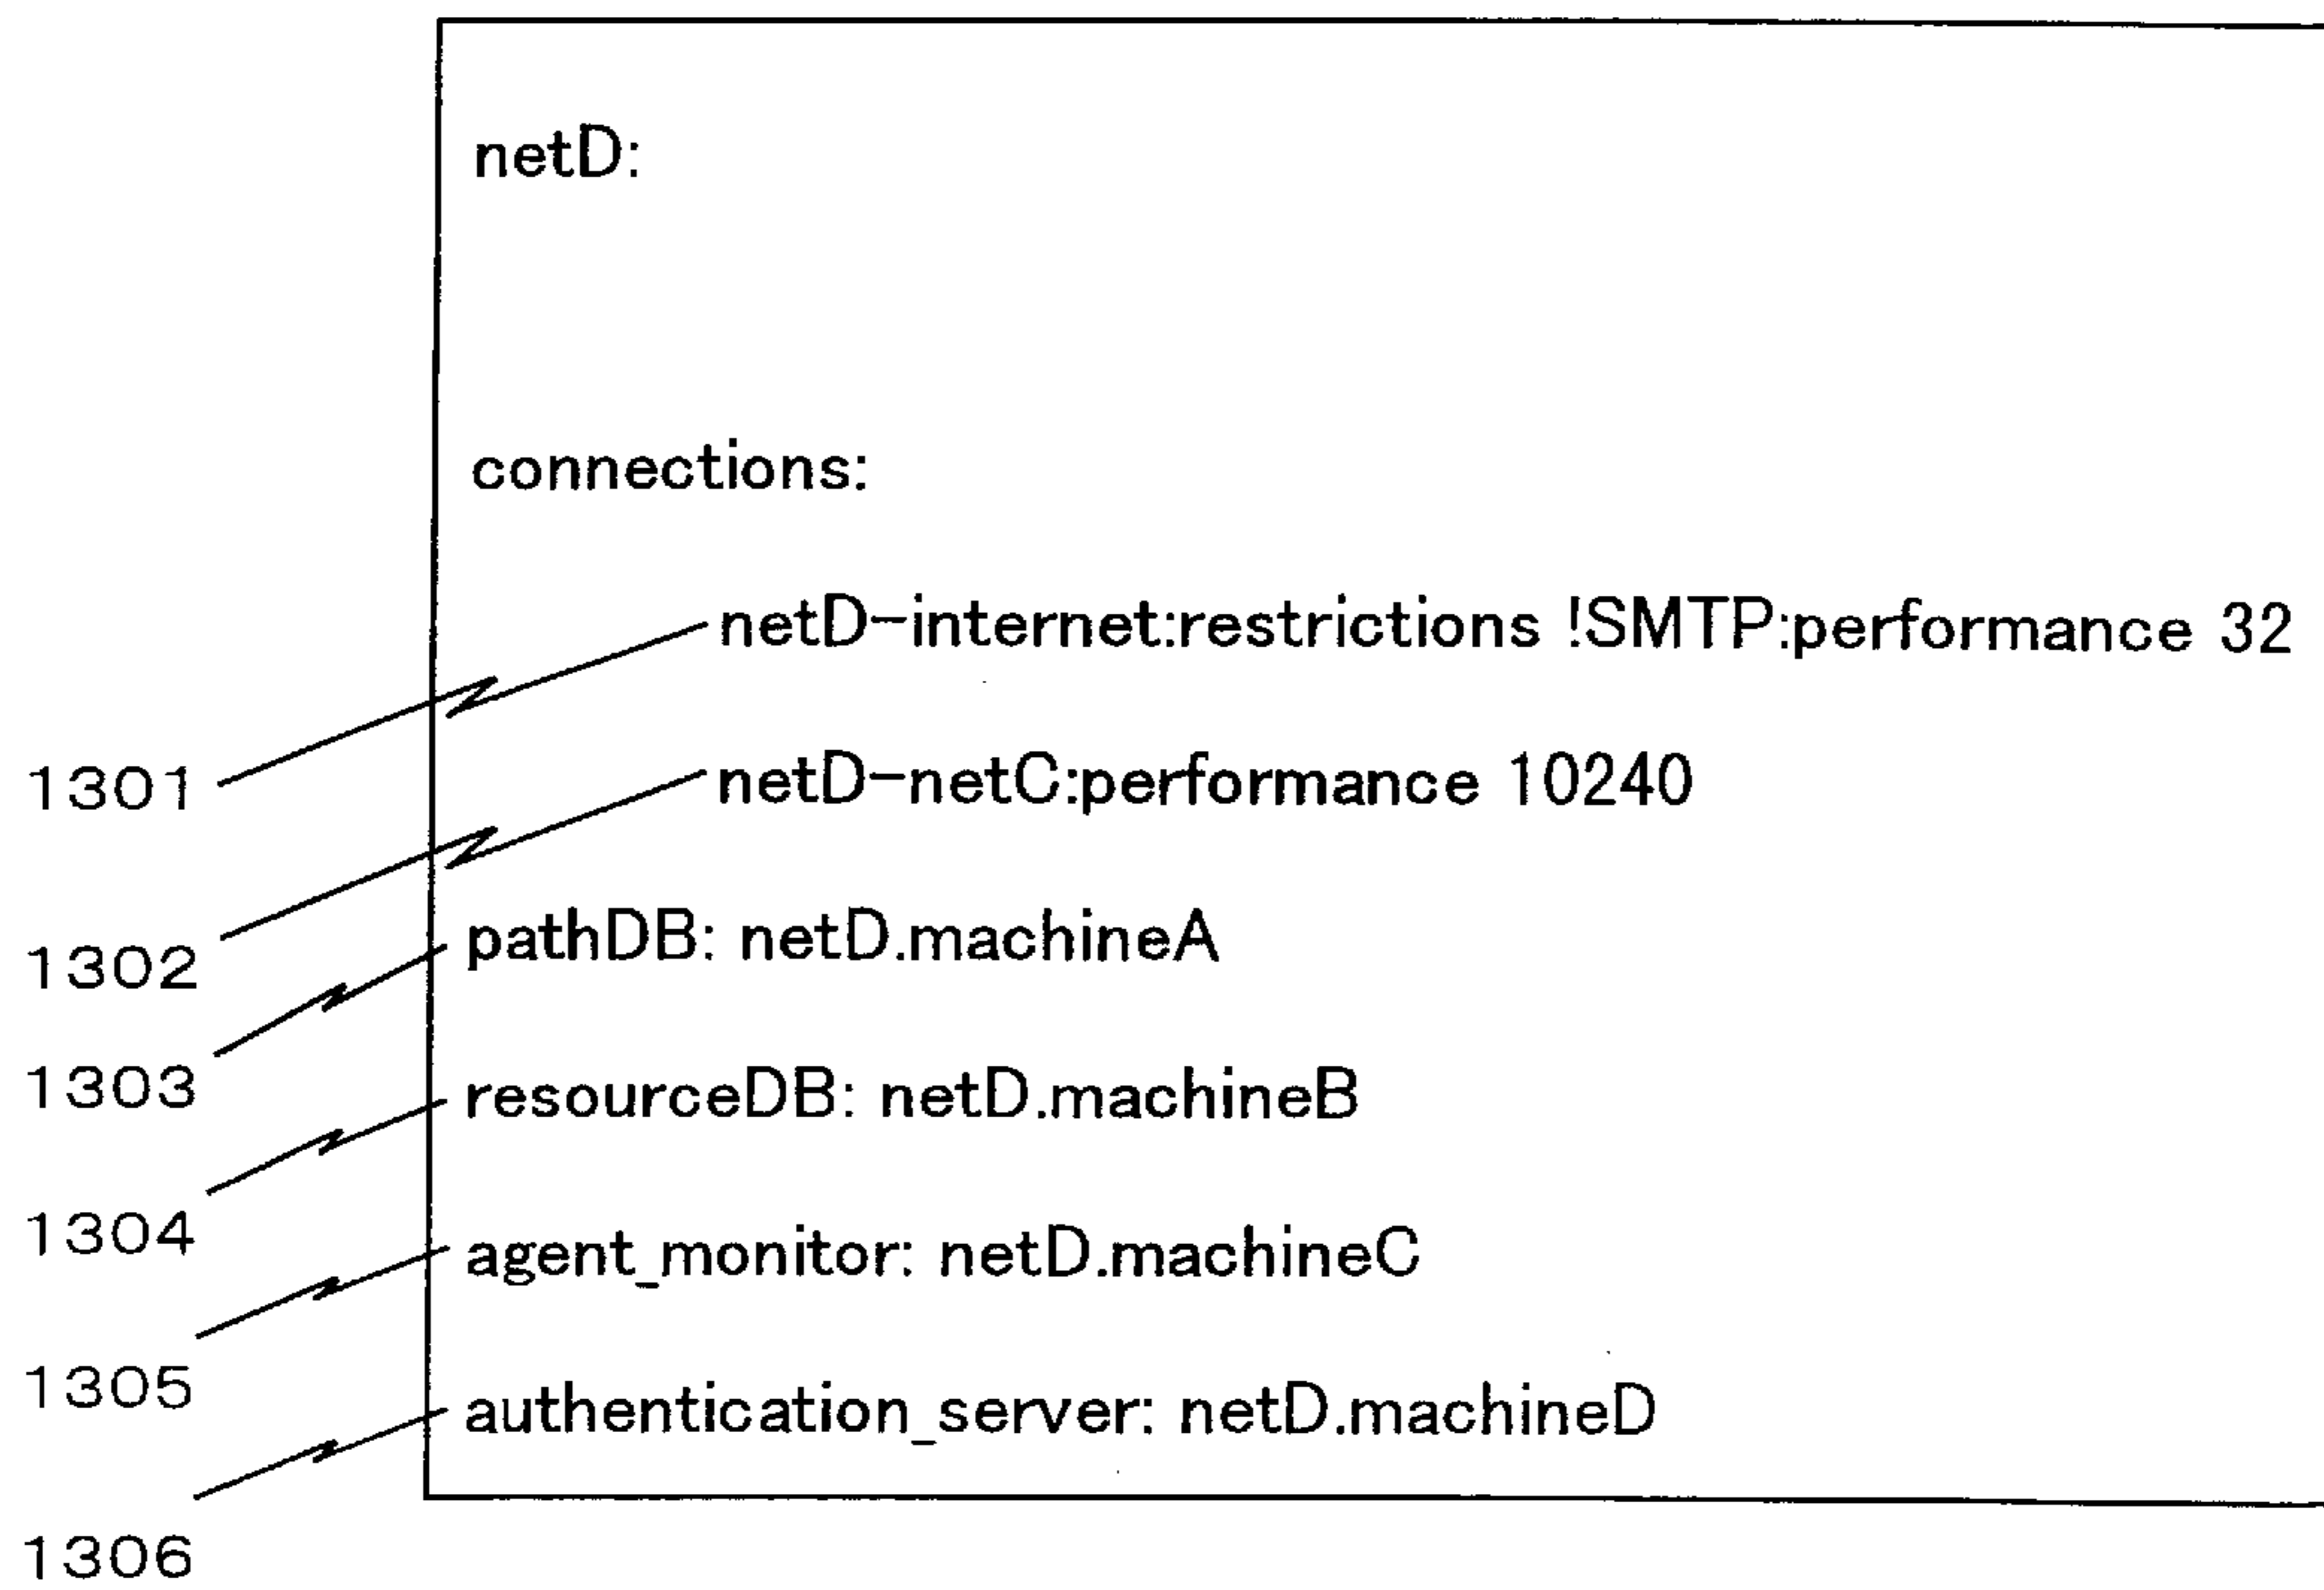 netD:
connections:
netD-internet:restrictions !SMTP:performance 32
1301
netD-netC:performance 10240
1302
pathDB: netD.machineA
1303
resourceDB: netD.machineB
1304
agent_monitor: netD.machineC
1305
authentication_server: netD.machineD
1306